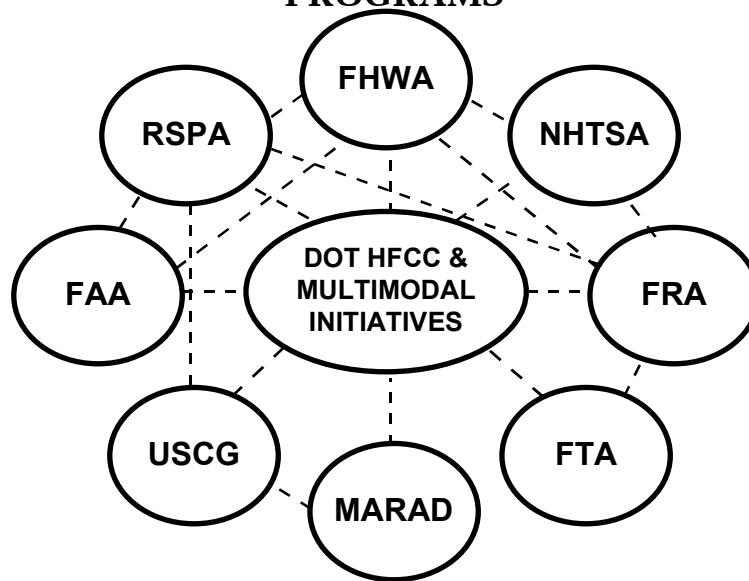 PROGRAMS
FHWA
RSPA
NHTSA
DOT HFCC &
MULTIMODAL
INITIATIVES
FAA
FRA
USCG
FTA
MARAD